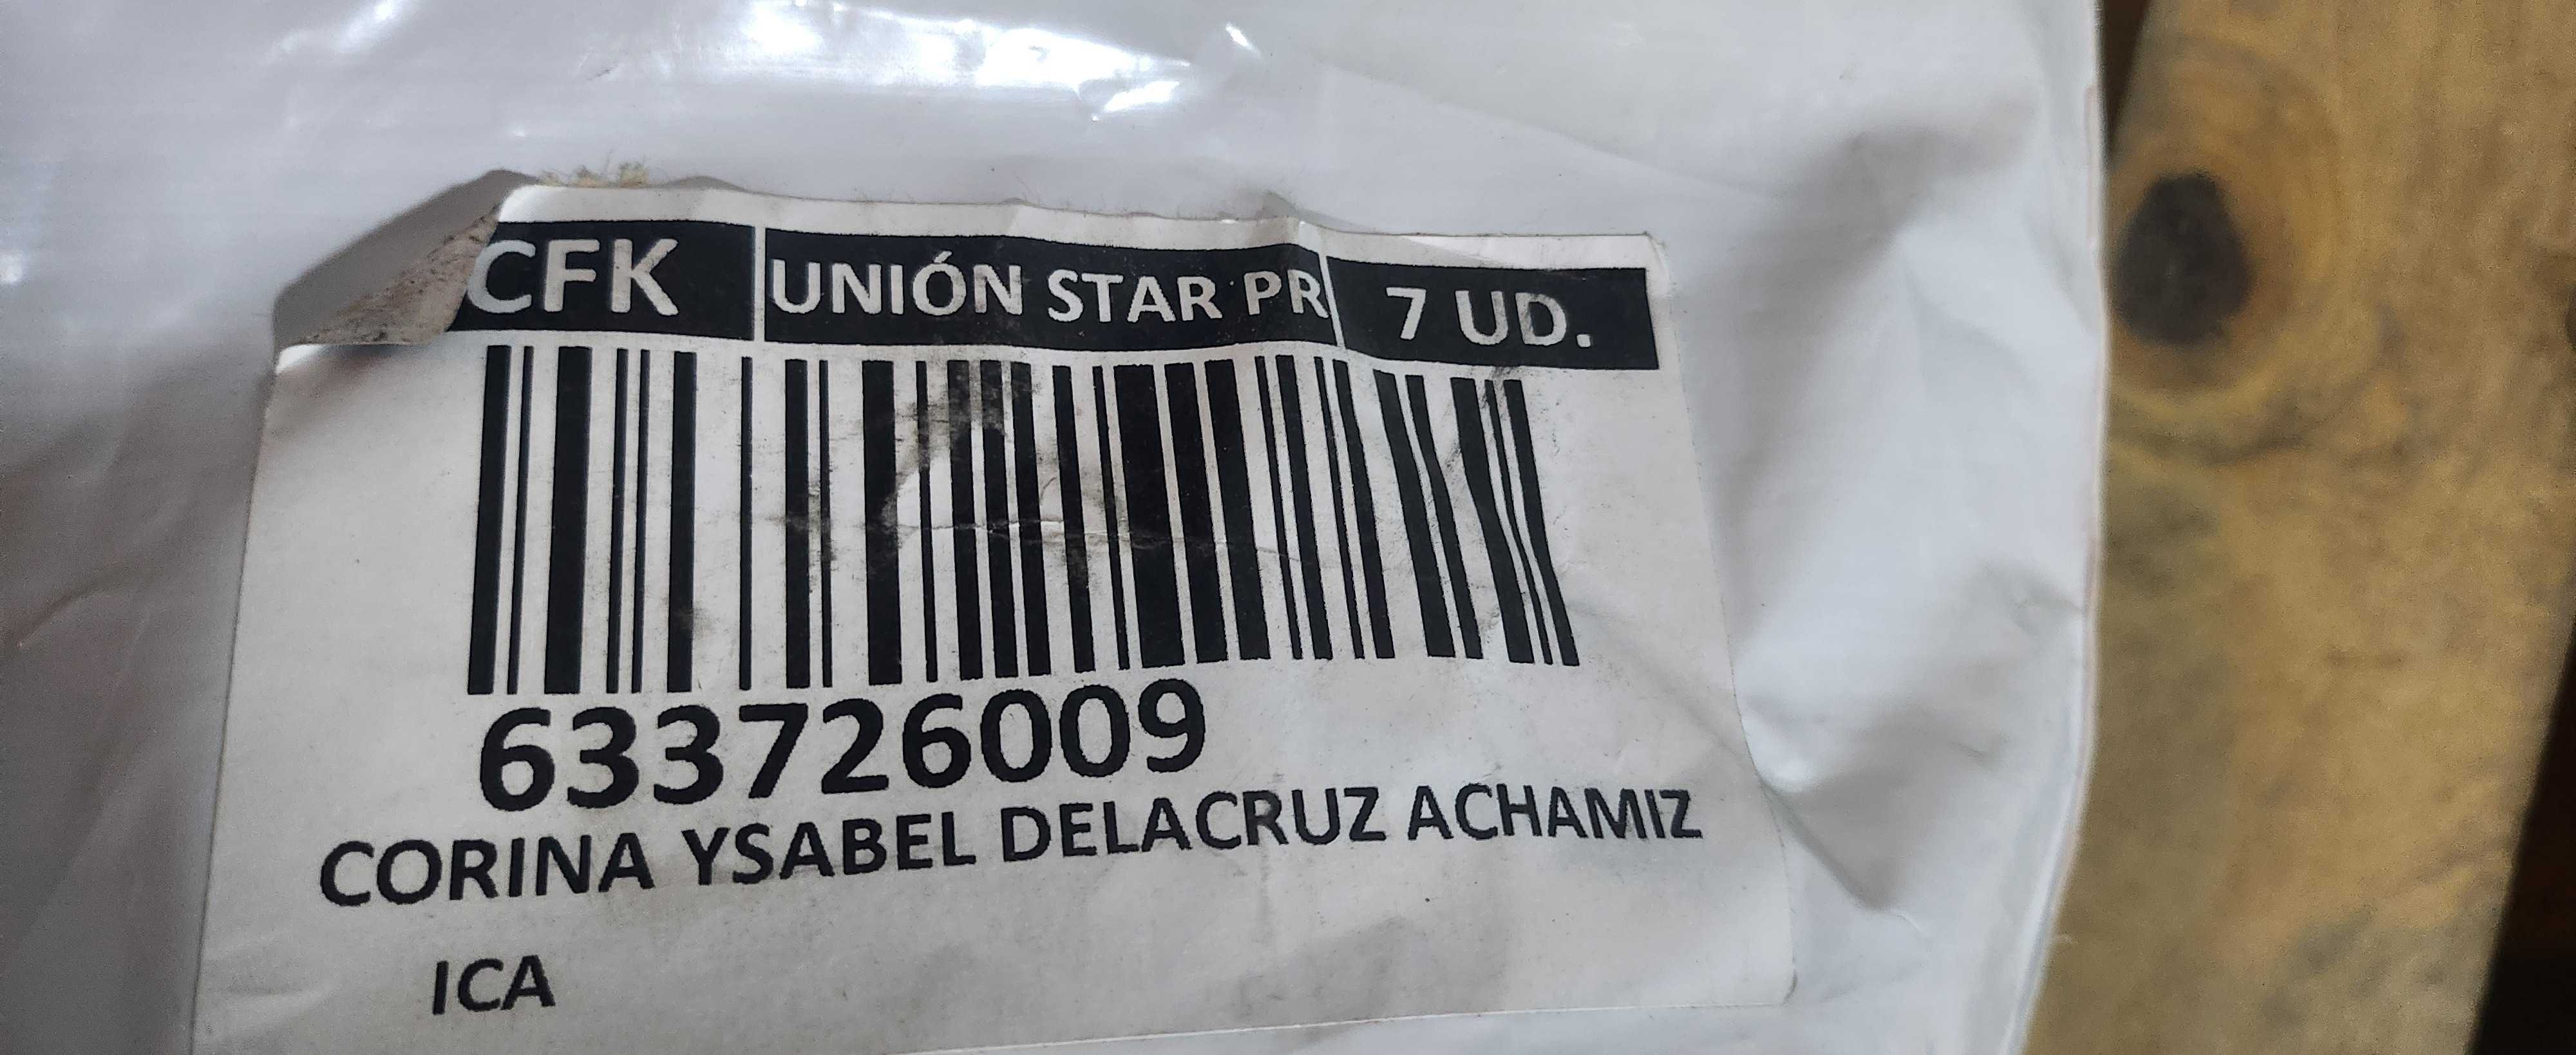 CFK UNIÓN STAR PR 7 UD.
633726009
CORINA YSABEL DELACRUZ ACHAMIZ
ICA